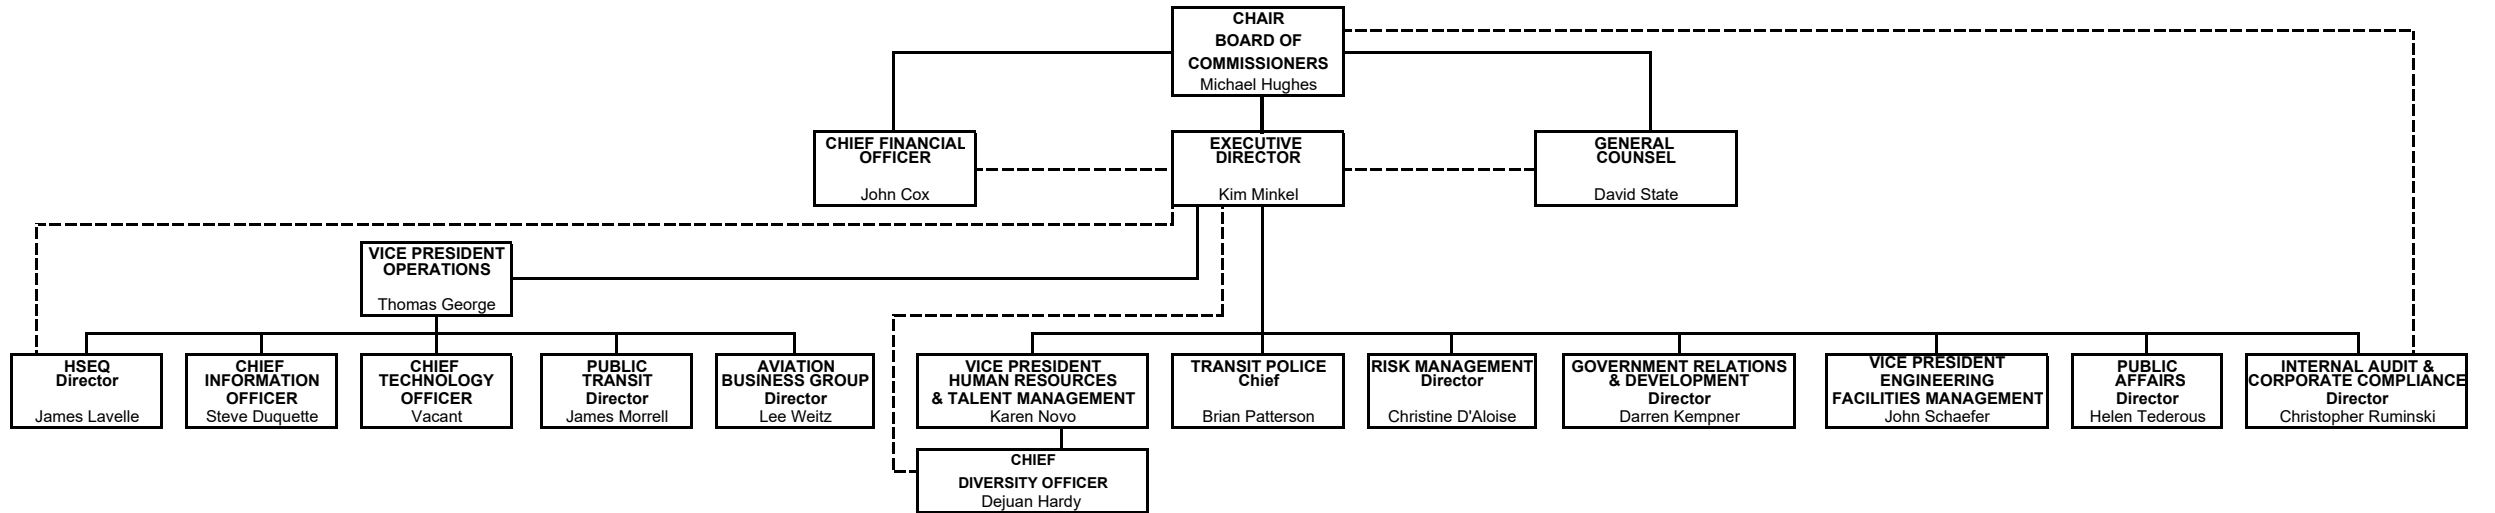 CHAIR
BOARD OF
COMMISSIONERS
Michael Hughes
CHIEF FINANCIAL
OFFICER
John Cox
EXECUTIVE
DIRECTOR
Kim Minkel
GENERAL
COUNSEL
David State
VICE PRESIDENT
OPERATIONS
Thomas George
HSEQ
Director
James Lavelle
CHIEF
INFORMATION
OFFICER
Steve Duquette
CHIEF
TECHNOLOGY
OFFICER
Vacant
PUBLIC
TRANSIT
Director
James Morrell
AVIATION
BUSINESS GROUP
Director
Lee Weitz
VICE PRESIDENT
HUMAN RESOURCES
& TALENT MANAGEMENT
Karen Novo
TRANSIT POLICE
Chief
Brian Patterson
RISK MANAGEMENT
Director
Christine D'Aloise
GOVERNMENT RELATIONS
& DEVELOPMENT
Director
Darren Kempner
VICE PRESIDENT
ENGINEERING
FACILITIES MANAGEMENT
John Schaefer
PUBLIC
AFFAIRS
Director
Helen Tederous
INTERNAL AUDIT &
CORPORATE COMPLIANCE
Director
Christopher Ruminski
CHIEF
DIVERSITY OFFICER
Dejuan Hardy